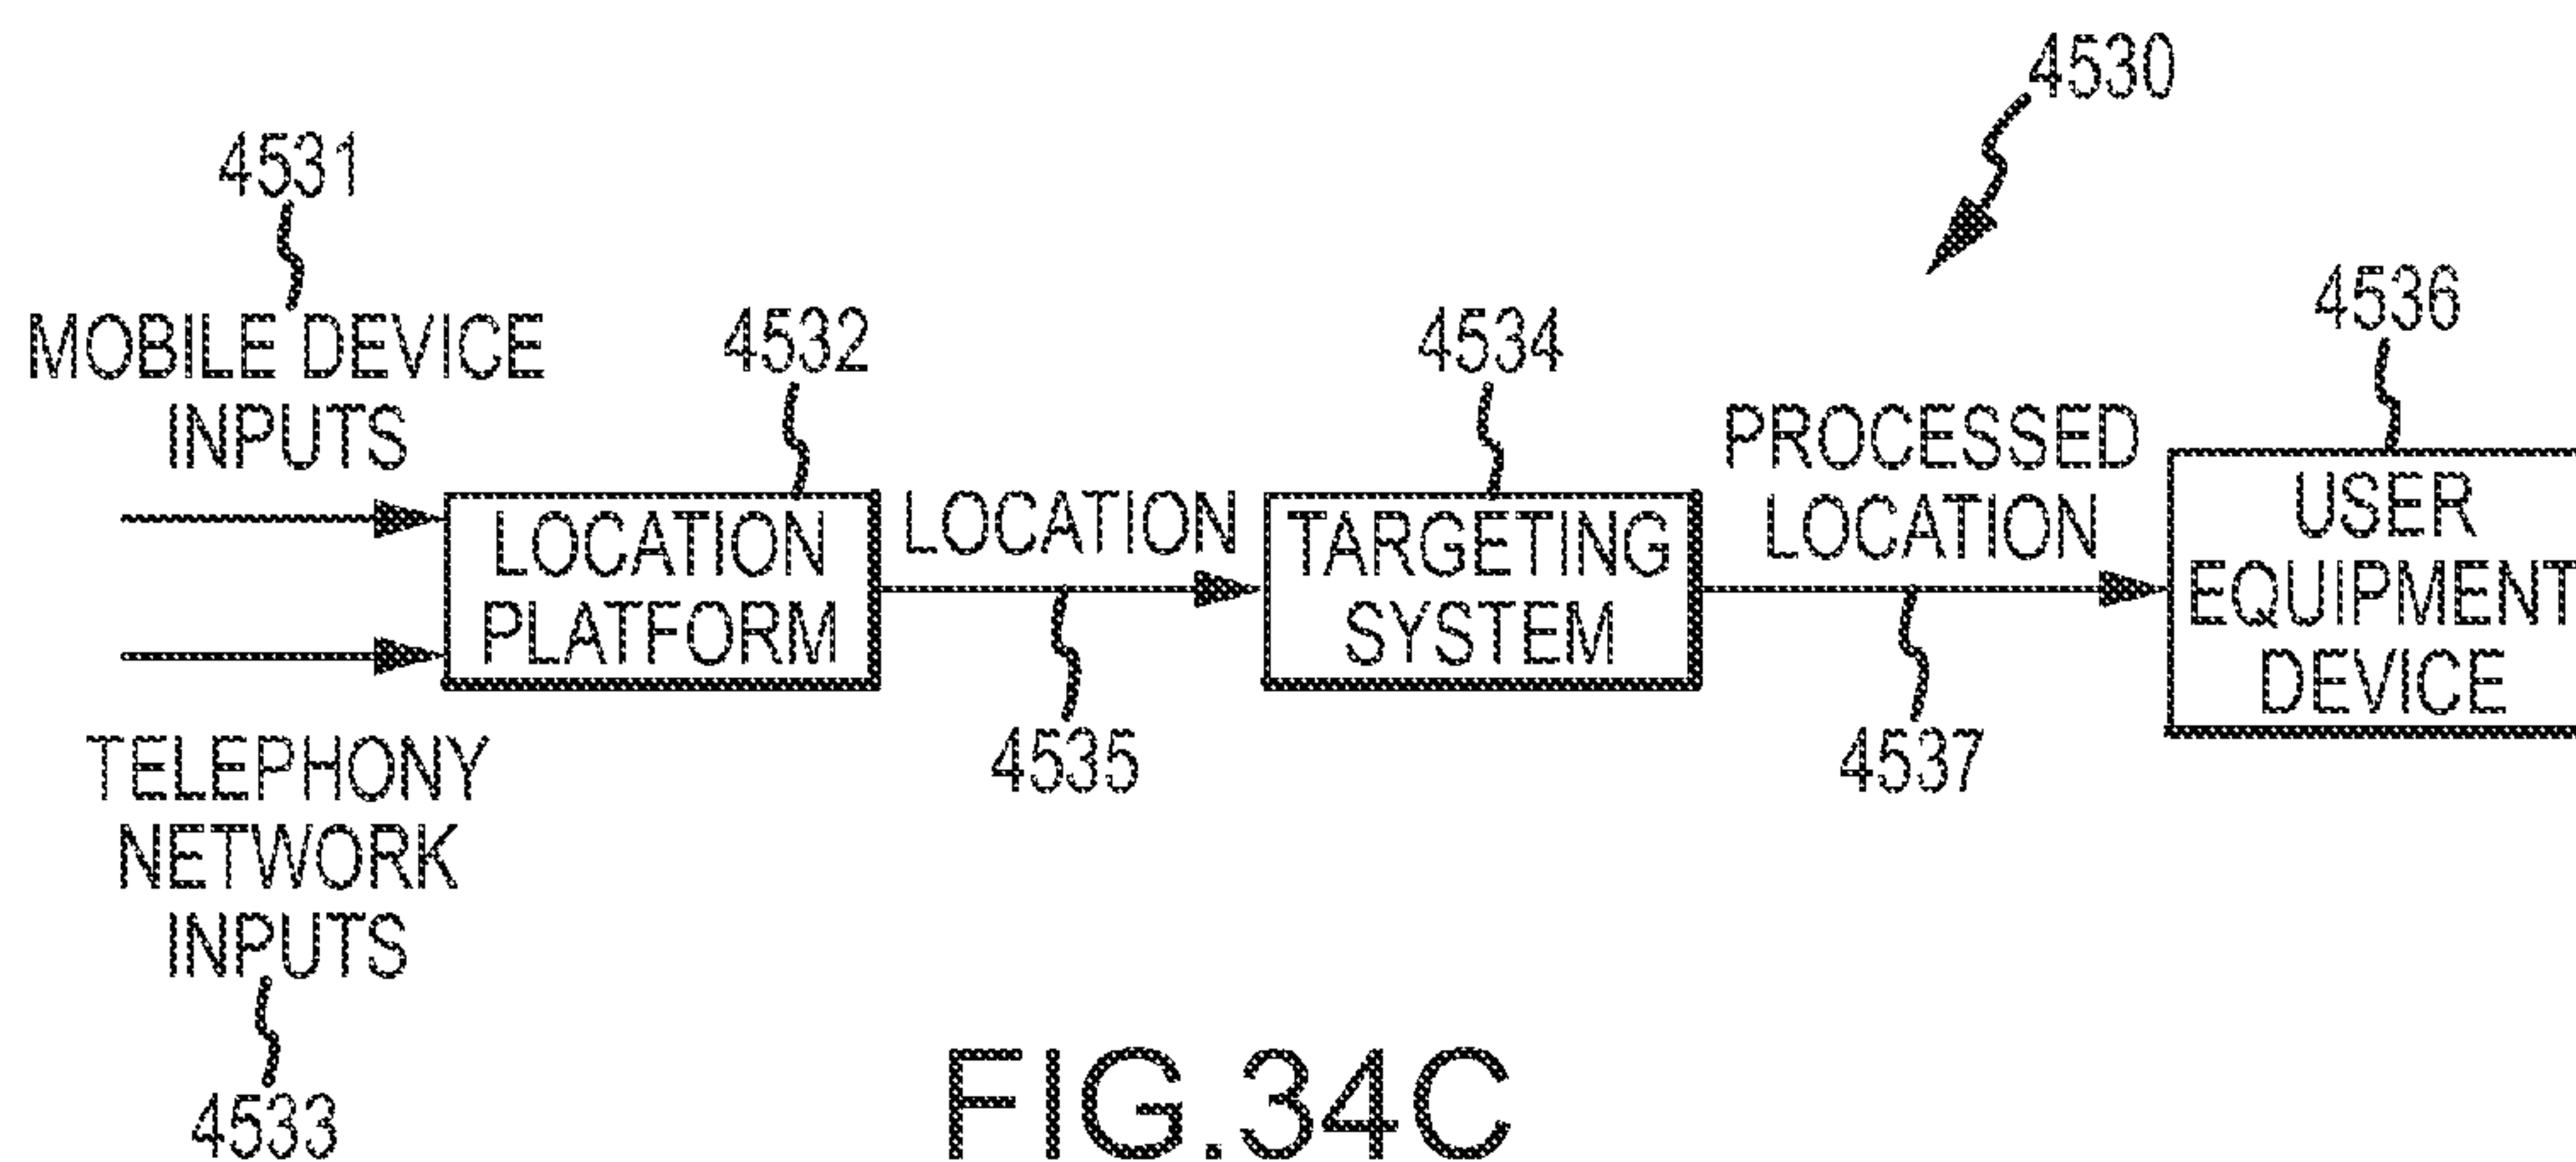 4530
4531
MOBILE DEVICE
INPUTS
4532
LOCATION
PLATFORM
LOCATION
4535
4534
TARGETING
SYSTEM
PROCESSED
LOCATION
4537
4536
USER
EQUIPMENT
DEVICE
TELEPHONY
NETWORK
INPUTS
4533
FIG.34C